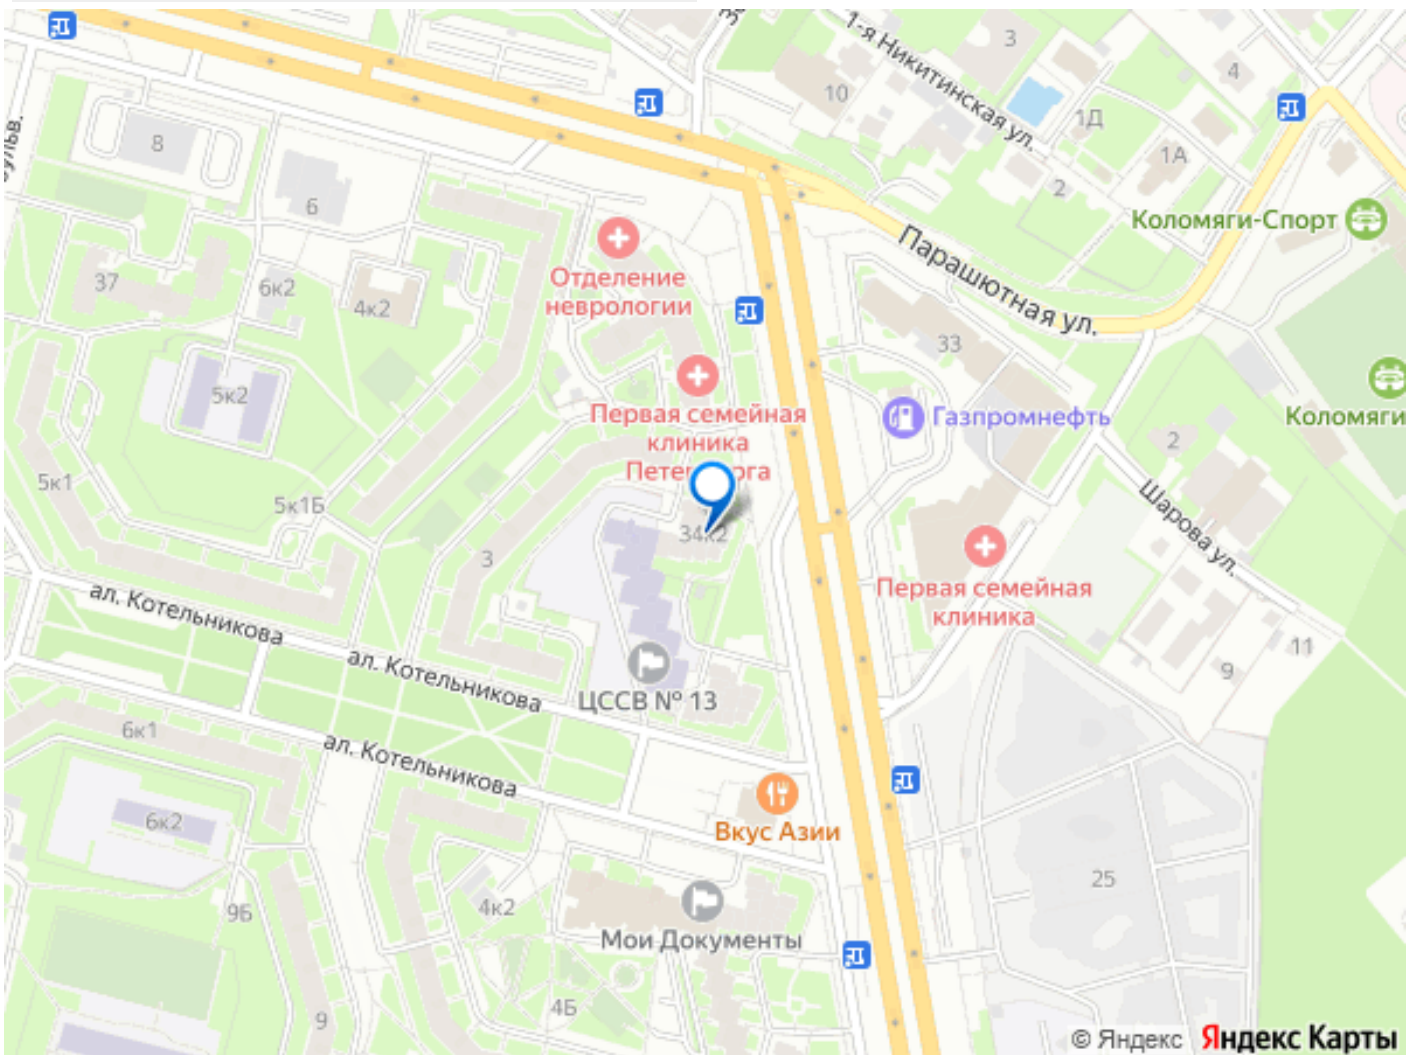 1-я Никитинская ул.
3
4
10
1Д
1А
2
8
6
Коломяги-Спорт
Парашютная ул.
Отделение
неврологии
37
6к2
4к2
33
5к2
Первая семейная
клиника
Газпромнефть
Коломяги
2
5к1
5к1Б
34к2
Шарова ул.
3
Первая семейная
клиника
ал. Котельникова
ал. Котельникова
11
9
ЦССВ № 13
6к1
ал. Котельникова
6к2
Вкус Азии
25
4к2
9Б
Мои Документы
4Б
9
© Яндекс Яндекс Карты